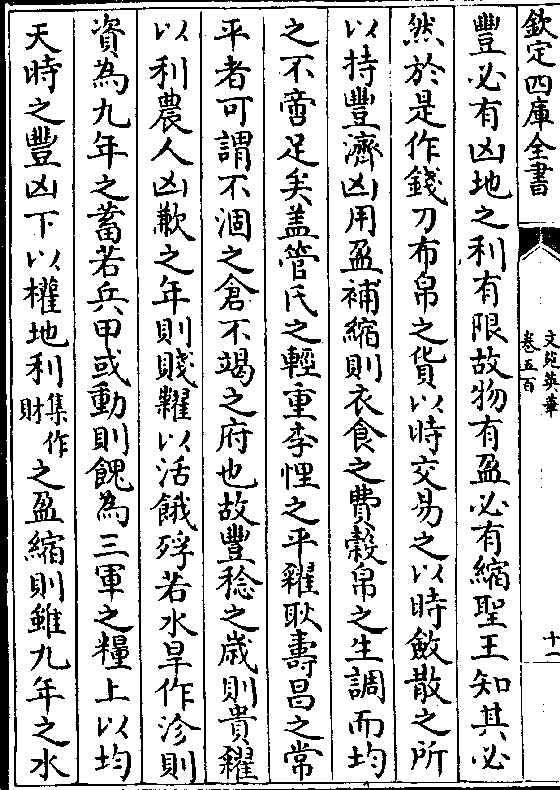 欽定四庫全書
文苑英華
卷五百
十一
豐必有凶地之利有限故物有盈必有縮聖王知其必
然於是作錢刀布帛之貨以時交易之以時斂散之所
以持豐濟凶用盈補縮則衣食之費糓帛之生調而均
之不啻足矣盖管氏之輕重李悝之平糴耿壽昌之常
平者可謂不涸之倉不竭之府也故豐稔之歲則貴糴
以利農人凶歉之年則賤糶以活餓殍若水旱作沴則
資為九年之蓄若兵甲或動則餽為三軍之糧上以均
天時之豐凶下以權地利集作財之盈縮則雖九年之水